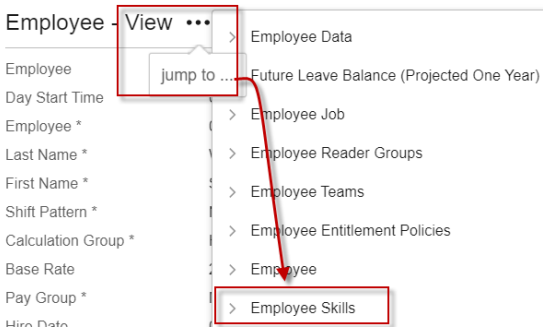 Employee - View •••
jump to ...
Employee
Day Start Time
Employee *
Last Name *
First Name *
Shift Pattern *
Calculation Group *
Base Rate
Pay Group *
Hire Date
Employee Data
Future Leave Balance (Projected One Year)
Employee Job
Employee Reader Groups
Employee Teams
Employee Entitlement Policies
Employee
Employee Skills